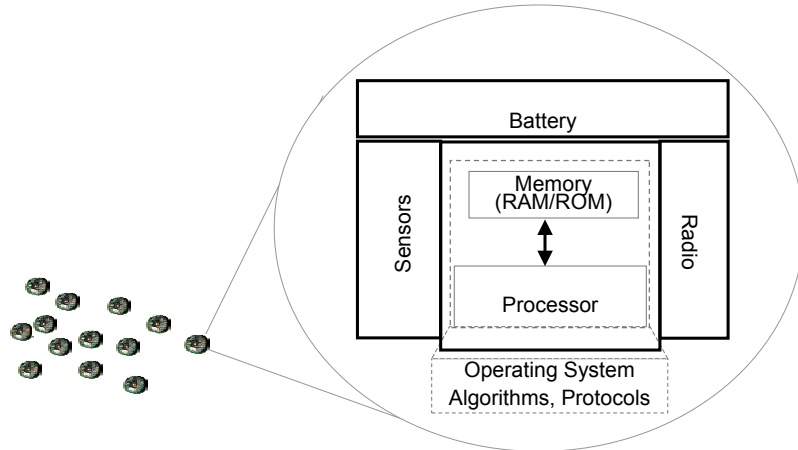 Battery
Sensors
Memory
(RAM/ROM)
Radio
Processor
Operating System
Algorithms, Protocols